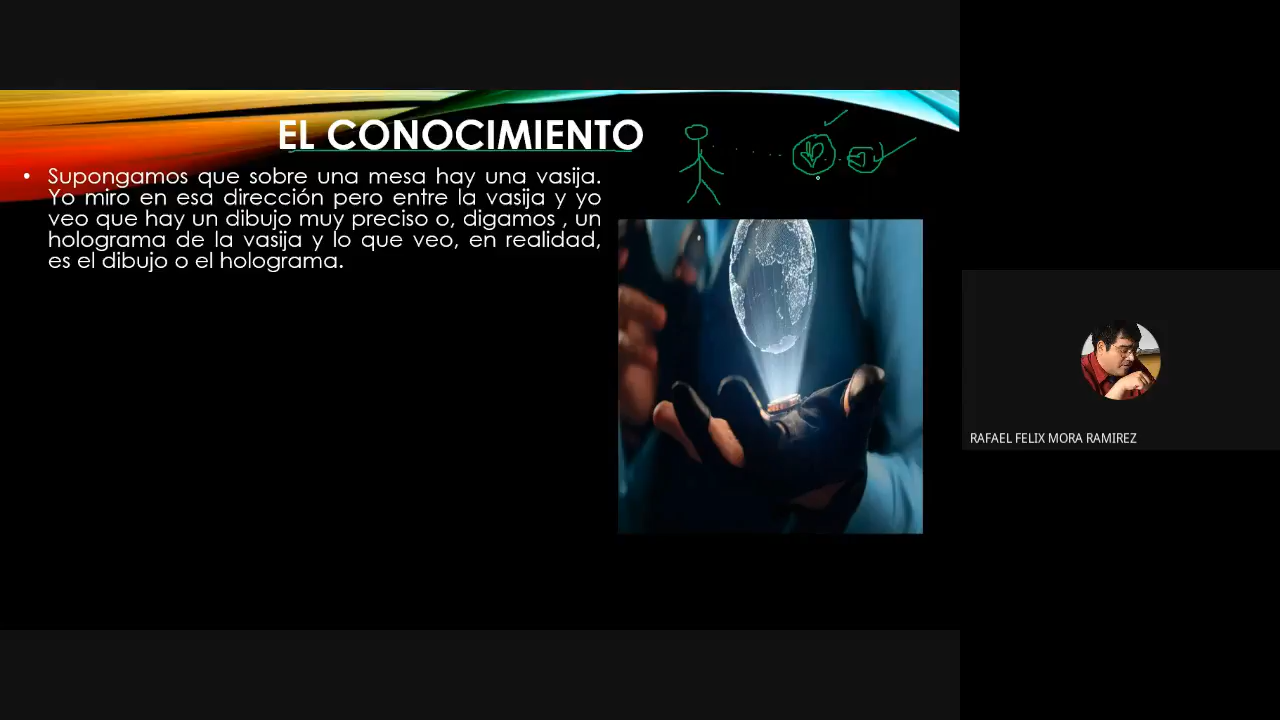 EL CONOCIMIENTO
• Supongamos que sobre una mesa hay una vasija.
Yo miro en esa dirección pero entre la vasija y yo
veo que hay un dibujo muy preciso o, digamos , un
holograma de la vasija y lo que veo, en realidad,
es el dibujo o el holograma.
RAFAEL FELIX MORA RAMIREZ